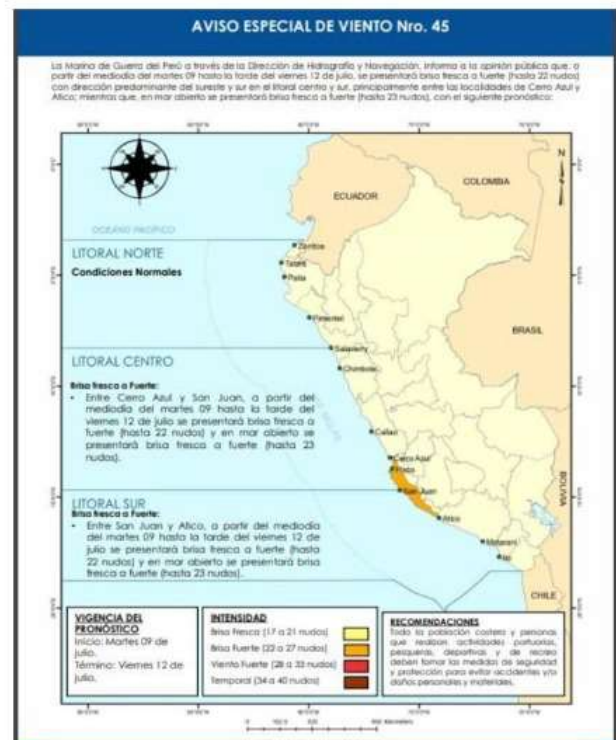 AVISO ESPECIAL DE VIENTO Nro. 45
La Marina de Guerra del Perú a través de la Dirección de Hidrografía y Navegación, informa a la opinión pública que: a
partir del mediodía del martes 09 hasta la tarde del viernes 12 de julio, se presentará brisa fresca a fuerte (hasta 22 nudos)
con dirección predominante del sureste y sur en el litoral centro y sur, principalmente entre las localidades de Cerro Azul y
Atico; mientras que, en mar abierto se presentará brisa fresca a fuerte (hasta 23 nudos), con el siguiente pronóstico:
N
COLOMBIA
ECUADOR
OCEANO PACIFICO
LITORAL NORTE
Condiciones Normales
Zorritos
Talara
Paita
Pimentel
BRASIL
Salaverry
LITORAL CENTRO
Chimbote
Brisa fresca a Fuerte:
• Entre Cerro Azul y San Juan, a partir del
mediodía del martes 09 hasta la tarde del
viernes 12 de julio se presentará brisa fresca a
fuerte (hasta 22 nudos) y en mar abierto se
presentará brisa fresca a fuerte (hasta 23
nudos).
Callao
Cerro Azul
Pisco
San Juan
BOLIVIA
LITORAL SUR
Brisa fresca a Fuerte:
• Entre San Juan y Atico, a partir del mediodía
del martes 09 hasta la tarde del viernes 12 de
julio se presentará brisa fresca a fuerte (hasta
22 nudos) y en mar abierto se presentará brisa
fresca a fuerte (hasta 23 nudos).
Atico
Matarani
Ilo
CHILE
VIGENCIA DEL
PRONÓSTICO
Inicio: Martes 09 de
julio.
Término: Viernes 12 de
julio.
INTENSIDAD
Brisa Fresca (17 a 21 nudos)
Brisa Fuerte (22 a 27 nudos)
Viento Fuerte (28 a 33 nudos)
Temporal (34 a 40 nudos)
RECOMENDACIONES
Toda la población costera y personas
que realizan actividades portuarias,
pesqueras, deportivas y de recreo
deben tomar las medidas de seguridad
y protección para evitar accidentes y/o
daños personales y materiales.